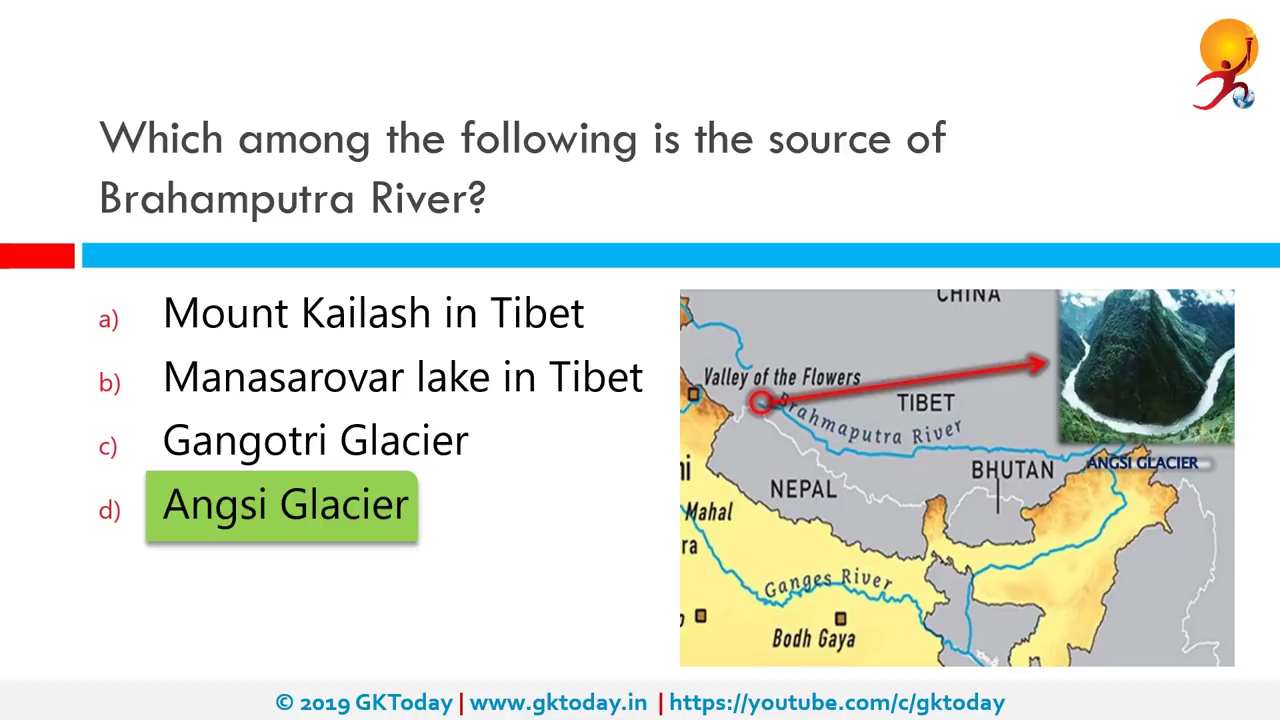 Which among the following is the source of
Brahamputra River?
a) Mount Kailash in Tibet
b) Manasarovar lake in Tibet
c) Gangotri Glacier
d) Angsi Glacier
CHINA
Valley of the Flowers
TIBET
Brahmaputra River
ANGSI GLACIER
BHUTAN
NEPAL
hi
Mahal
ra
Ganges River
Bodh Gaya
© 2019 GKToday | www.gktoday.in | https://youtube.com/c/gktoday